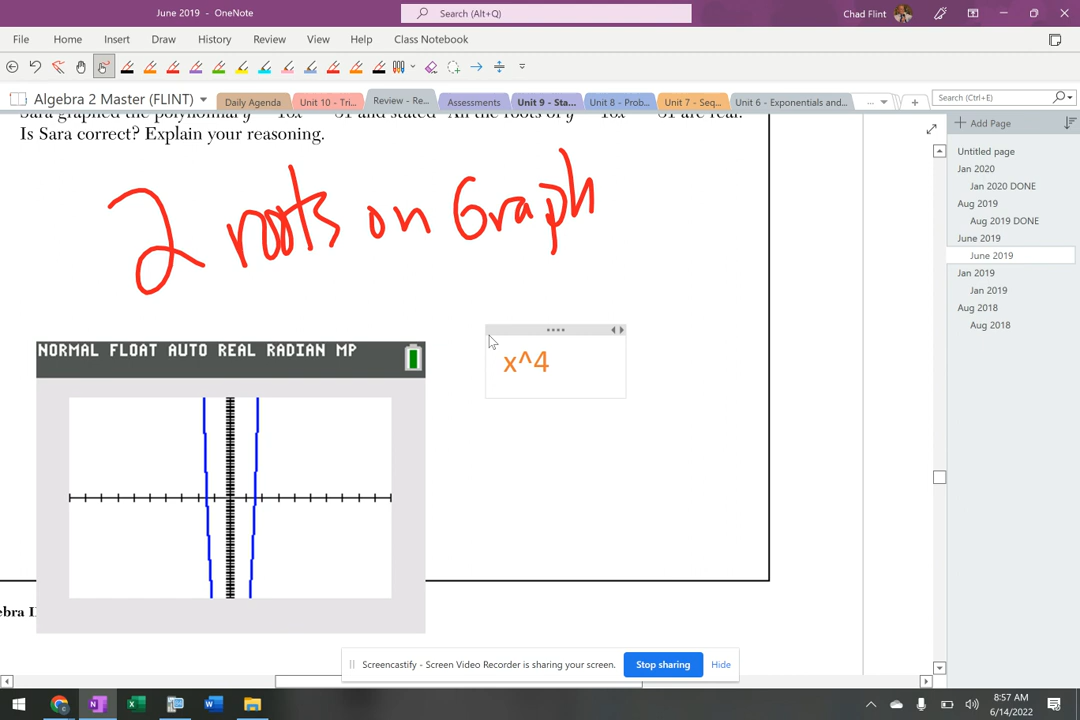 June 2019 - OneNote
Search (Alt+Q)
Chad Flint
File Home Insert Draw History Review View Help Class Notebook
Algebra 2 Master (FLINT)
Daily Agenda
Unit 10 - Tri...
Review - Re...
Assessments
Unit 9 - Sta...
Unit 8 - Prob...
Unit 7 - Seq...
Unit 6 - Exponentials and...
...
Search (Ctrl+E)
Add Page
Untitled page
Jan 2020
Jan 2020 DONE
Aug 2019
Aug 2019 DONE
June 2019
June 2019
Jan 2019
Jan 2019
Aug 2018
Aug 2018
Is Sara correct? Explain your reasoning.
2 roots on Graph
x^4
NORMAL FLOAT AUTO REAL RADIAN MP
ebra I
Screencastify - Screen Video Recorder is sharing your screen.
Stop sharing
Hide
8:57 AM
6/14/2022